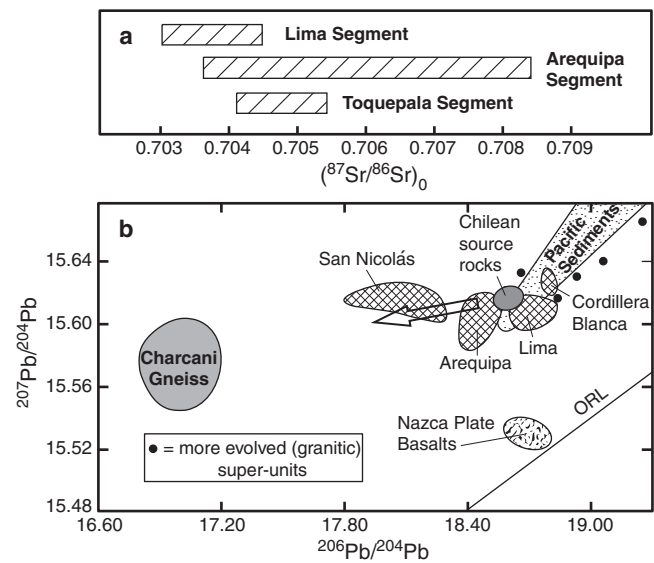 a
Lima Segment
Arequipa
Segment
Toquepala Segment
0.703 0.704 0.705 0.706 0.707 0.708 0.709
(⁸⁷Sr/⁸⁶Sr)₀
b
²⁰⁷Pb/²⁰⁴Pb
15.64
15.60
15.56
15.52
15.48
San Nicolás
Chilean
source
rocks
Pacific
Sediments
Cordillera
Blanca
Lima
Arequipa
Charcani
Gneiss
Nazca Plate
Basalts
ORL
● = more evolved (granitic)
super-units
16.60 17.20 17.80 18.40 19.00
²⁰⁶Pb/²⁰⁴Pb